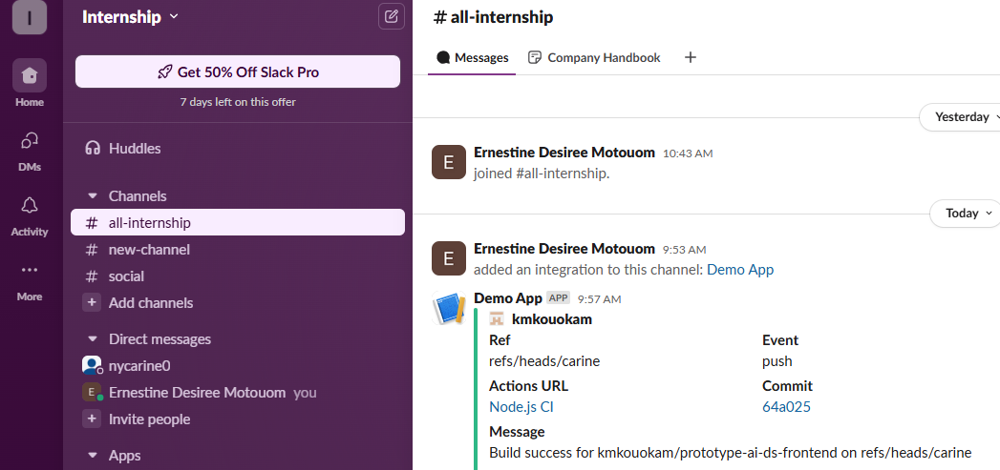 I
Home
DMs
Activity
More
Internship
Get 50% Off Slack Pro
7 days left on this offer
Huddles
Channels
# all-internship
# new-channel
# social
+ Add channels
Direct messages
nycarine0
E Ernestine Desiree Motouom you
+ Invite people
Apps
# all-internship
Messages Company Handbook +
Yesterday
E
Ernestine Desiree Motouom 10:43 AM
joined #all-internship.
Today
E
Ernestine Desiree Motouom 9:53 AM
added an integration to this channel: Demo App
Demo App APP 9:57 AM
kmkouokam
Ref Event
refs/heads/carine push
Actions URL Commit
Node.js CI 64a025
Message
Build success for kmkouokam/prototype-ai-ds-frontend on refs/heads/carine